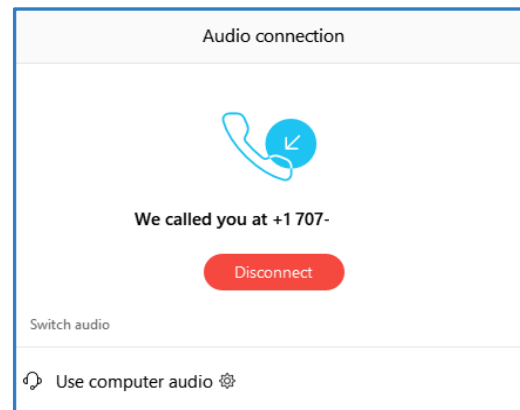 Audio connection
We called you at +1 707-
Disconnect
Switch audio
Use computer audio